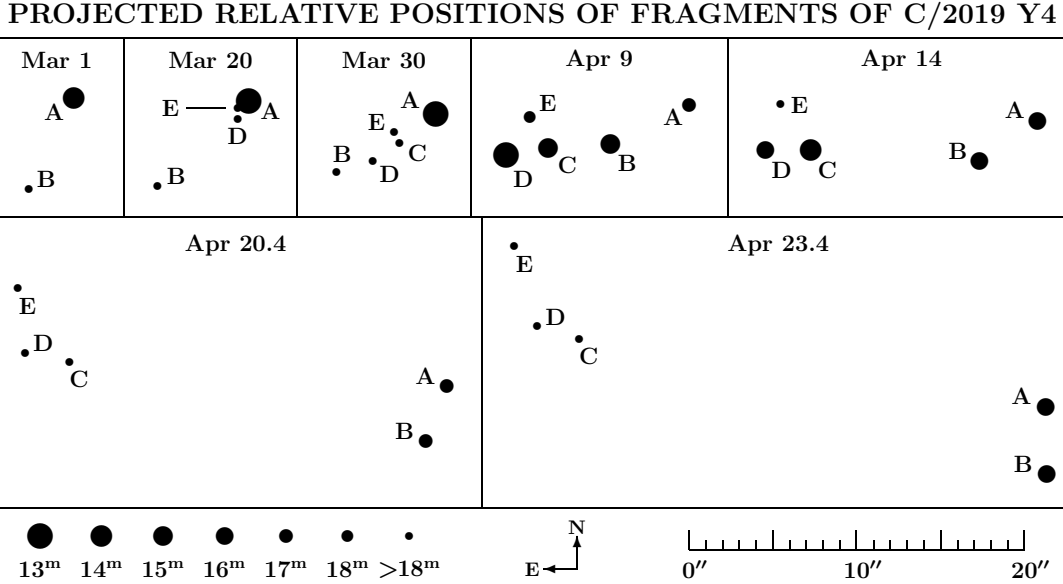 PROJECTED RELATIVE POSITIONS OF FRAGMENTS OF C/2019 Y4
Mar 1
A
B
Mar 20
E
A
D
B
Mar 30
A
E
C
B
D
Apr 9
E
A
D
C
B
Apr 14
E
A
B
D
C
Apr 20.4
E
D
C
A
B
Apr 23.4
E
D
C
A
B
13ᵐ 14ᵐ 15ᵐ 16ᵐ 17ᵐ 18ᵐ >18ᵐ
N
E
0″ 10″ 20″